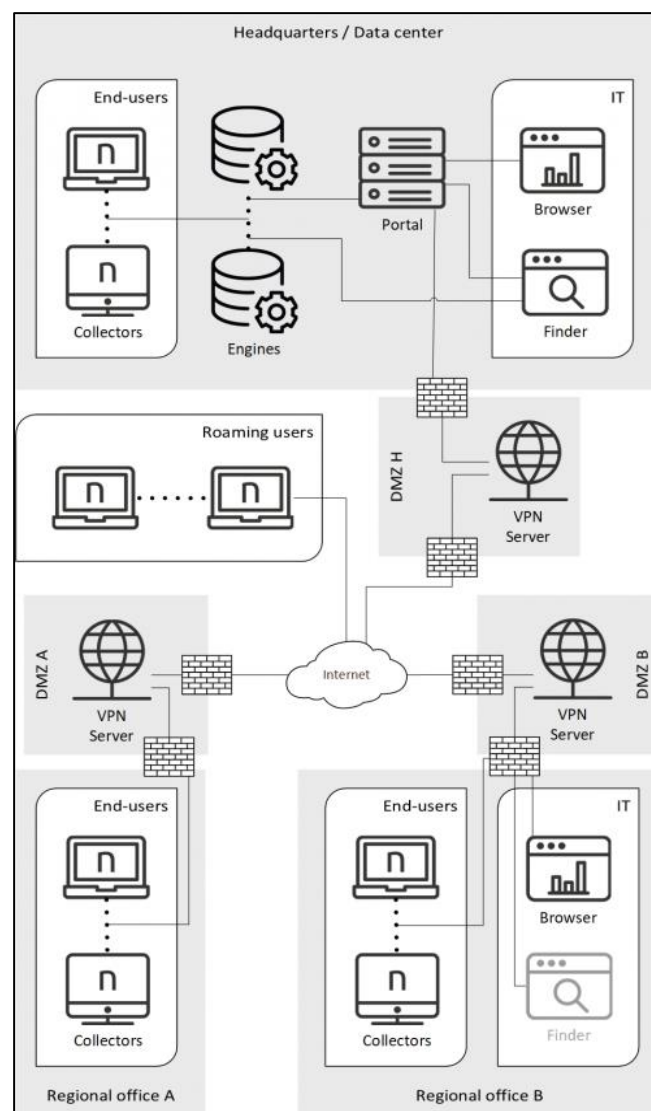 Headquarters / Data center
End-users
IT
n
n
Collectors
Engines
Portal
Browser
Finder
Roaming users
n
n
DMZ H
VPN
Server
DMZ A
VPN
Server
Internet
DMZ B
VPN
Server
End-users
n
n
Collectors
Regional office A
End-users
n
n
Collectors
IT
Browser
Finder
Regional office B